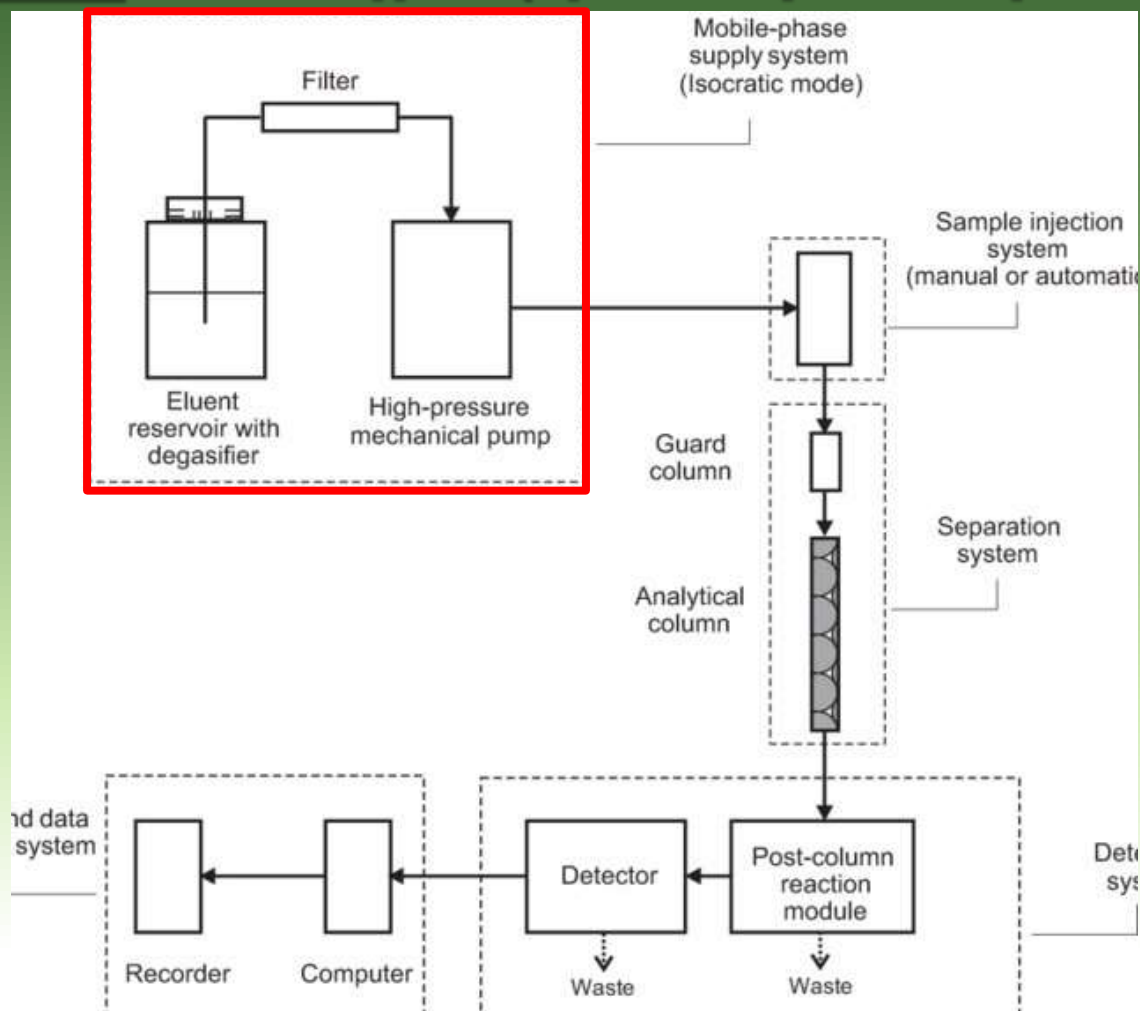 Mobile-phase
supply system
(Isocratic mode)
Filter
Eluent
reservoir with
degasifier
High-pressure
mechanical pump
Sample injection
system
(manual or automatic
Guard
column
Separation
system
Analytical
column
nd data
system
Detector
Post-column
reaction
module
Dete
sys
Recorder
Computer
Waste
Waste